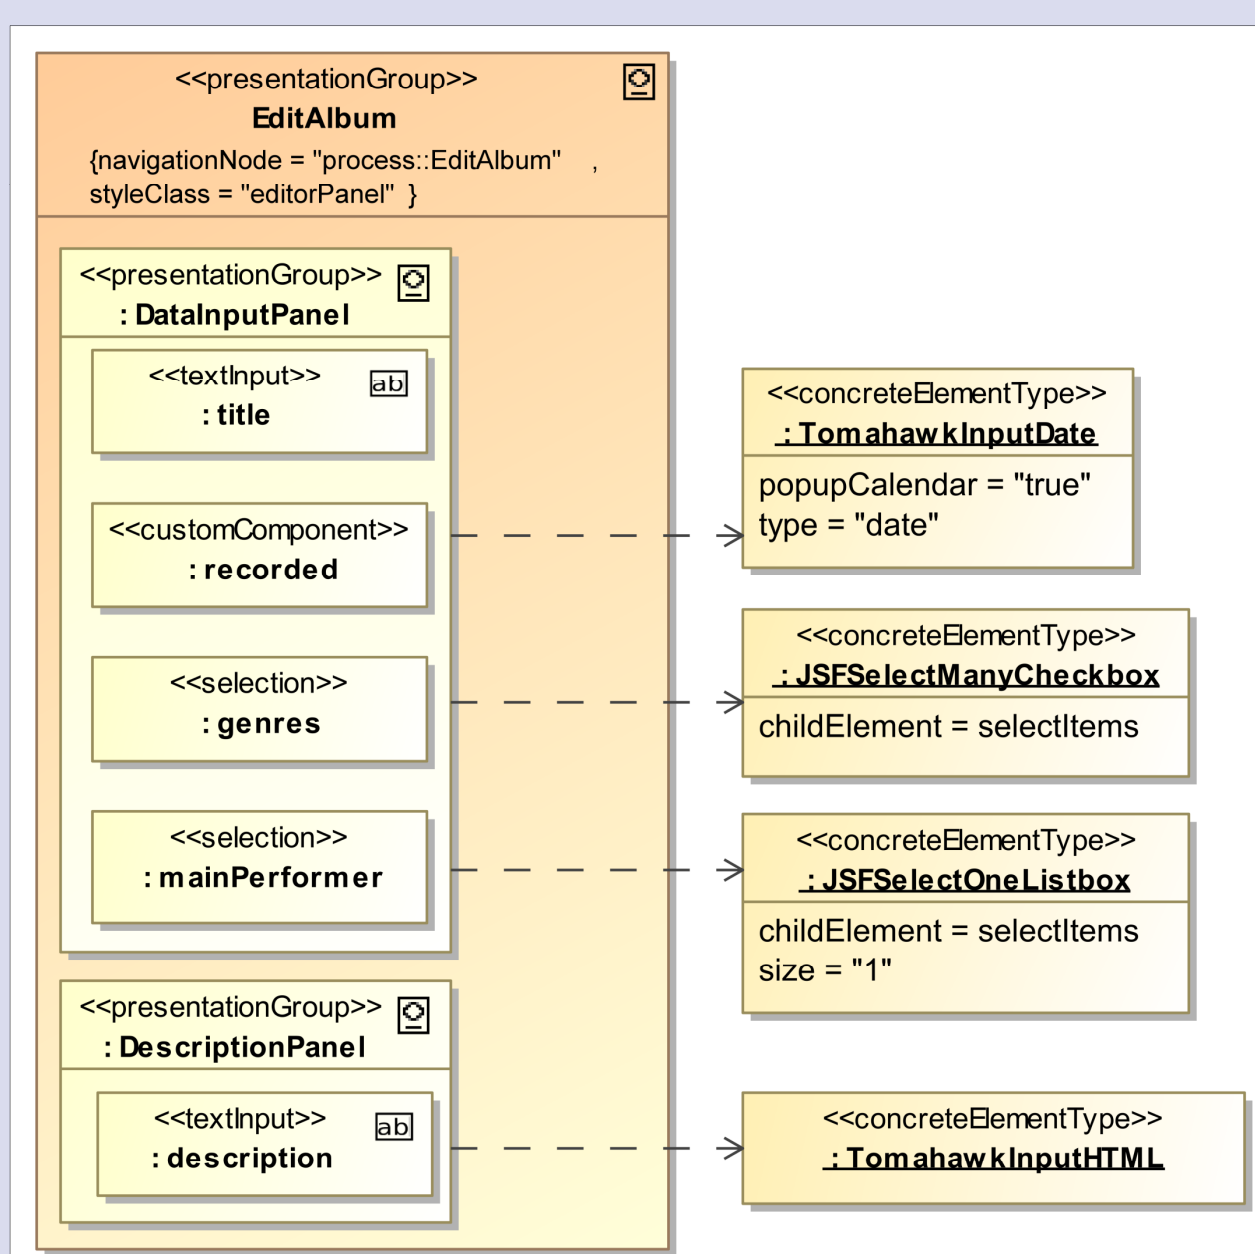 <<presentationGroup>>
EditAlbum
{navigationNode = "process::EditAlbum" ,
styleClass = "editorPanel" }
<<presentationGroup>>
: DataInputPanel
<<textInput>>
ab
: title
<<customComponent>>
: recorded
<<selection>>
: genres
<<selection>>
: mainPerformer
<<presentationGroup>>
: DescriptionPanel
<<textInput>>
ab
: description
<<concreteElementType>>
: TomahawkInputDate
popupCalendar = "true"
type = "date"
<<concreteElementType>>
: JSFSelectManyCheckbox
childElement = selectItems
<<concreteElementType>>
: JSFSelectOneListbox
childElement = selectItems
size = "1"
<<concreteElementType>>
: TomahawkInputHTML